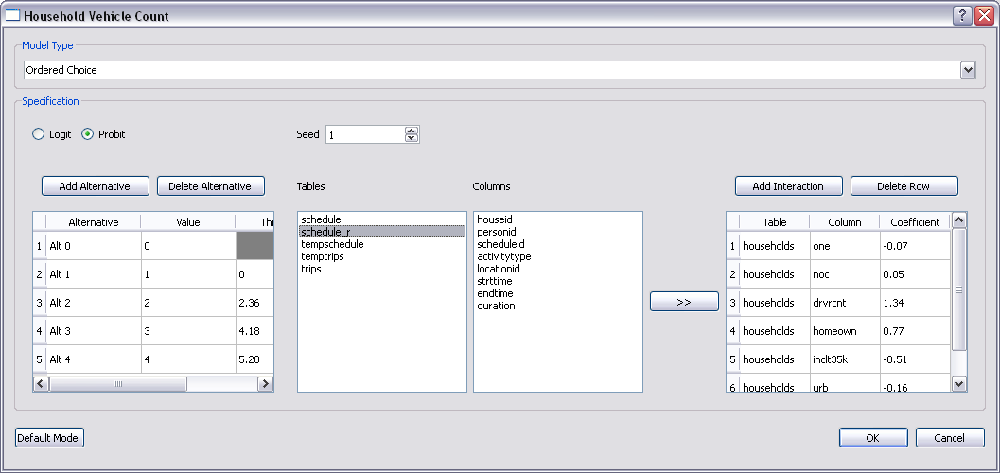 Household Vehicle Count
Model Type
Ordered Choice
Specification
Logit Probit Seed 1
Add Alternative Delete Alternative Tables Columns Add Interaction Delete Row
Alternative Value Thr
1 Alt 0 0
2 Alt 1 1 0
3 Alt 2 2 2.36
4 Alt 3 3 4.18
5 Alt 4 4 5.28
schedule
schedule_r
tempschedule
temptrips
trips
houseid
personid
scheduleid
activitytype
locationid
strttime
endtime
duration
>>
Table Column Coefficient
1 households one -0.07
2 households noc 0.05
3 households drvrcnt 1.34
4 households homeown 0.77
5 households inclt35k -0.51
6 households urb -0.16
Default Model OK Cancel